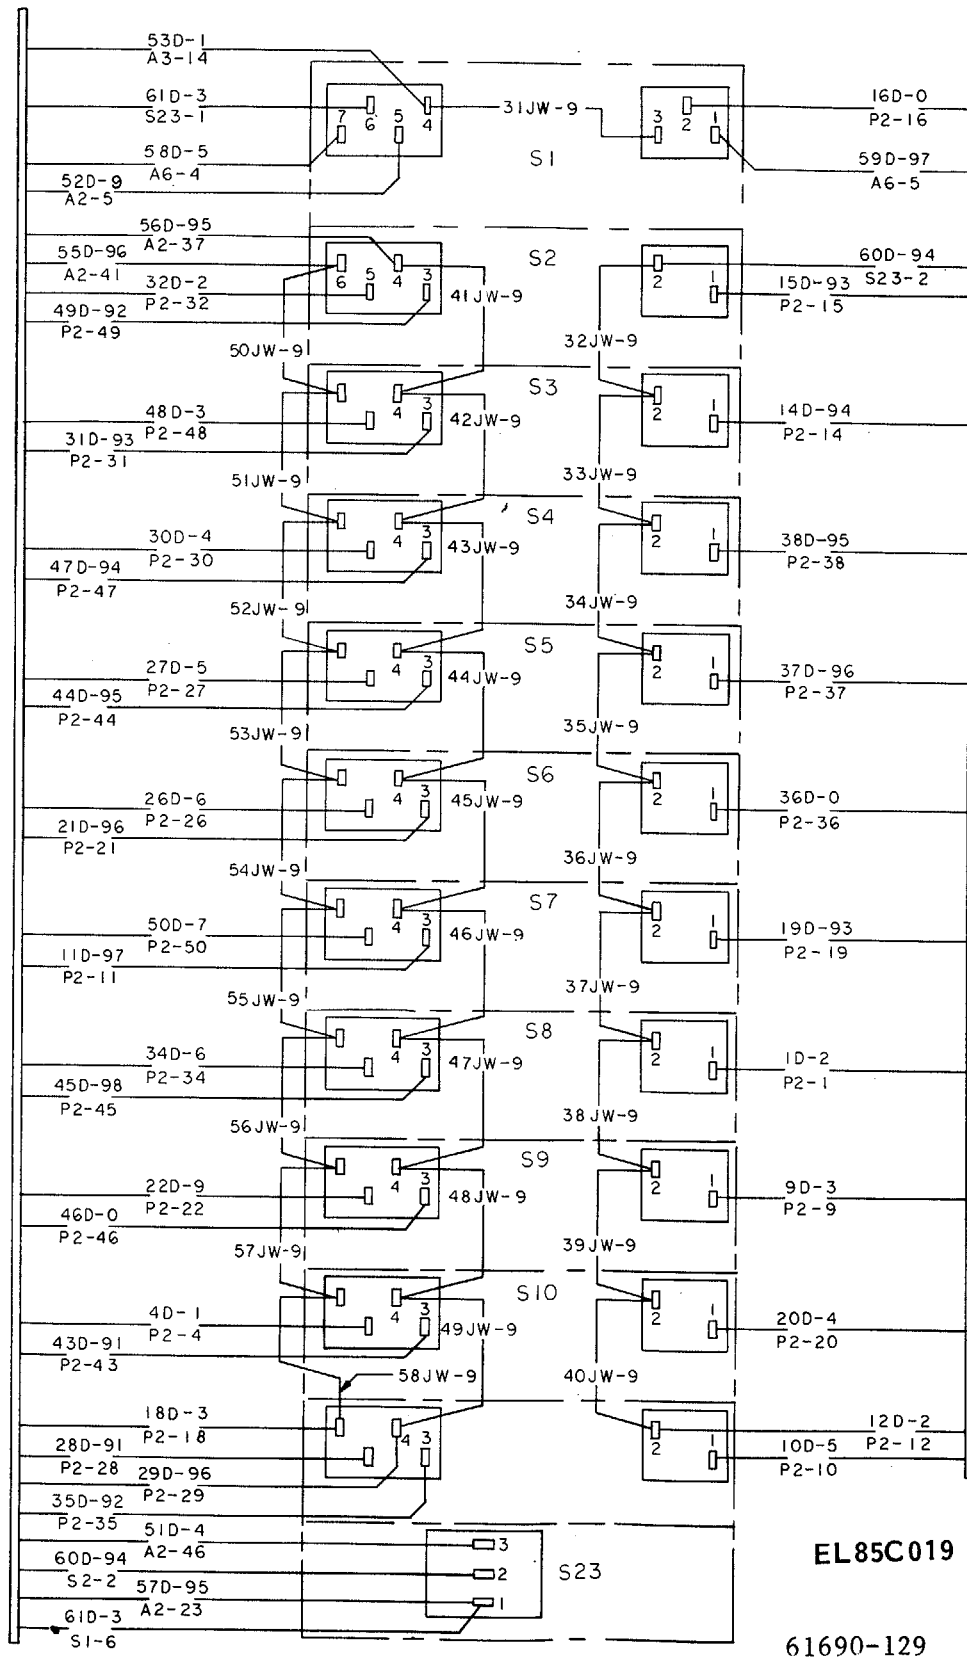 53D-1
A3-14
61D-3
S23-1
58D-5
A6-4
52D-9
A2-5
7
6
5
4
31JW-9
3
2
1
16D-0
P2-16
59D-97
A6-5
S1
56D-95
A2-37
55D-96
A2-41
32D-2
P2-32
49D-92
P2-49
6
5
4
3
41JW-9
S2
2
1
60D-94
S23-2
15D-93
P2-15
50JW-9
32JW-9
S3
48D-3
P2-48
31D-93
P2-31
4
3
42JW-9
2
1
14D-94
P2-14
51JW-9
33JW-9
S4
30D-4
P2-30
47D-94
P2-47
4
3
43JW-9
2
1
38D-95
P2-38
52JW-9
34JW-9
S5
27D-5
P2-27
44D-95
P2-44
4
3
44JW-9
2
1
37D-96
P2-37
53JW-9
35JW-9
S6
26D-6
P2-26
21D-96
P2-21
4
3
45JW-9
2
1
36D-0
P2-36
54JW-9
36JW-9
S7
50D-7
P2-50
11D-97
P2-11
4
3
46JW-9
2
1
19D-93
P2-19
55JW-9
37JW-9
S8
34D-6
P2-34
45D-98
P2-45
4
3
47JW-9
2
1
1D-2
P2-1
56JW-9
38JW-9
S9
22D-9
P2-22
46D-0
P2-46
4
3
48JW-9
2
1
9D-3
P2-9
57JW-9
39JW-9
S10
4D-1
P2-4
43D-91
P2-43
4
3
49JW-9
2
1
20D-4
P2-20
58JW-9
40JW-9
18D-3
P2-18
28D-91
P2-28
29D-96
P2-29
35D-92
P2-35
4
3
2
1
12D-2
P2-12
10D-5
P2-10
51D-4
A2-46
60D-94
S2-2
57D-95
A2-23
61D-3
S1-6
3
2
1
S23
EL85C019
61690-129